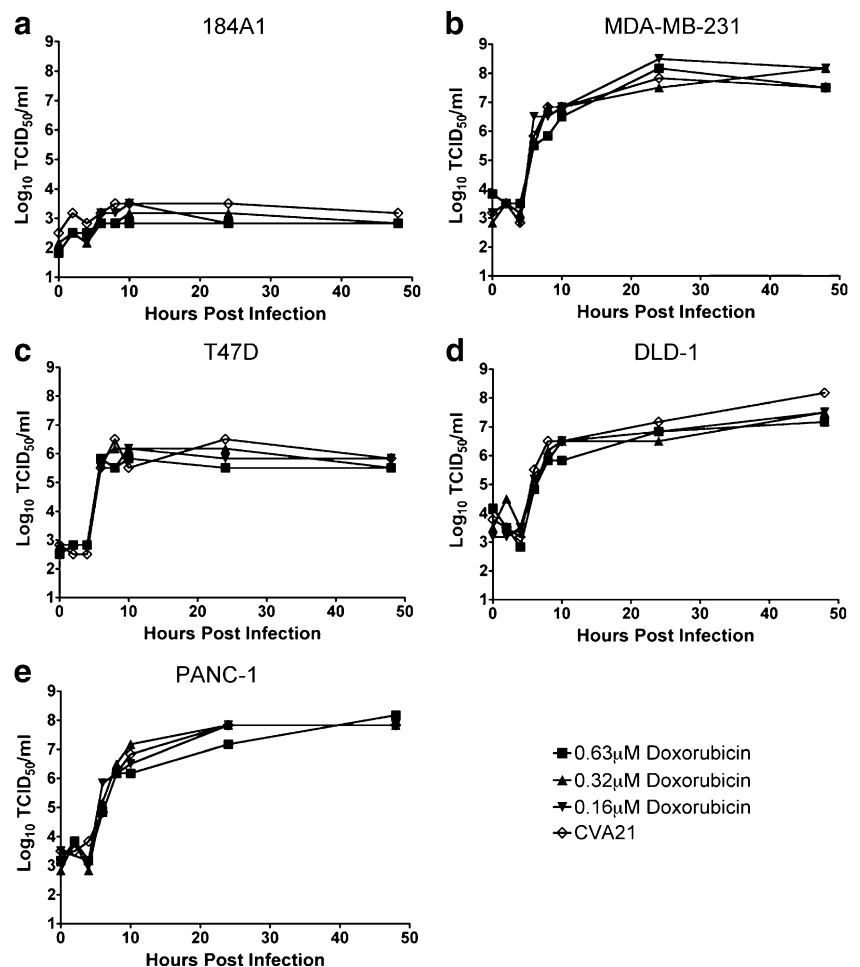 a 184A1
Log10 TCID50/ml
9
8
7
6
5
4
3
2
1
0 10 20 30 40 50
Hours Post Infection
b MDA-MB-231
Log10 TCID50/ml
9
8
7
6
5
4
3
2
1
0 10 20 30 40 50
Hours Post Infection
c T47D
Log10 TCID50/ml
9
8
7
6
5
4
3
2
1
0 10 20 30 40 50
Hours Post Infection
d DLD-1
Log10 TCID50/ml
9
8
7
6
5
4
3
2
1
0 10 20 30 40 50
Hours Post Infection
e PANC-1
Log10 TCID50/ml
9
8
7
6
5
4
3
2
1
0 10 20 30 40 50
Hours Post Infection
0.63μM Doxorubicin
0.32μM Doxorubicin
0.16μM Doxorubicin
CVA21